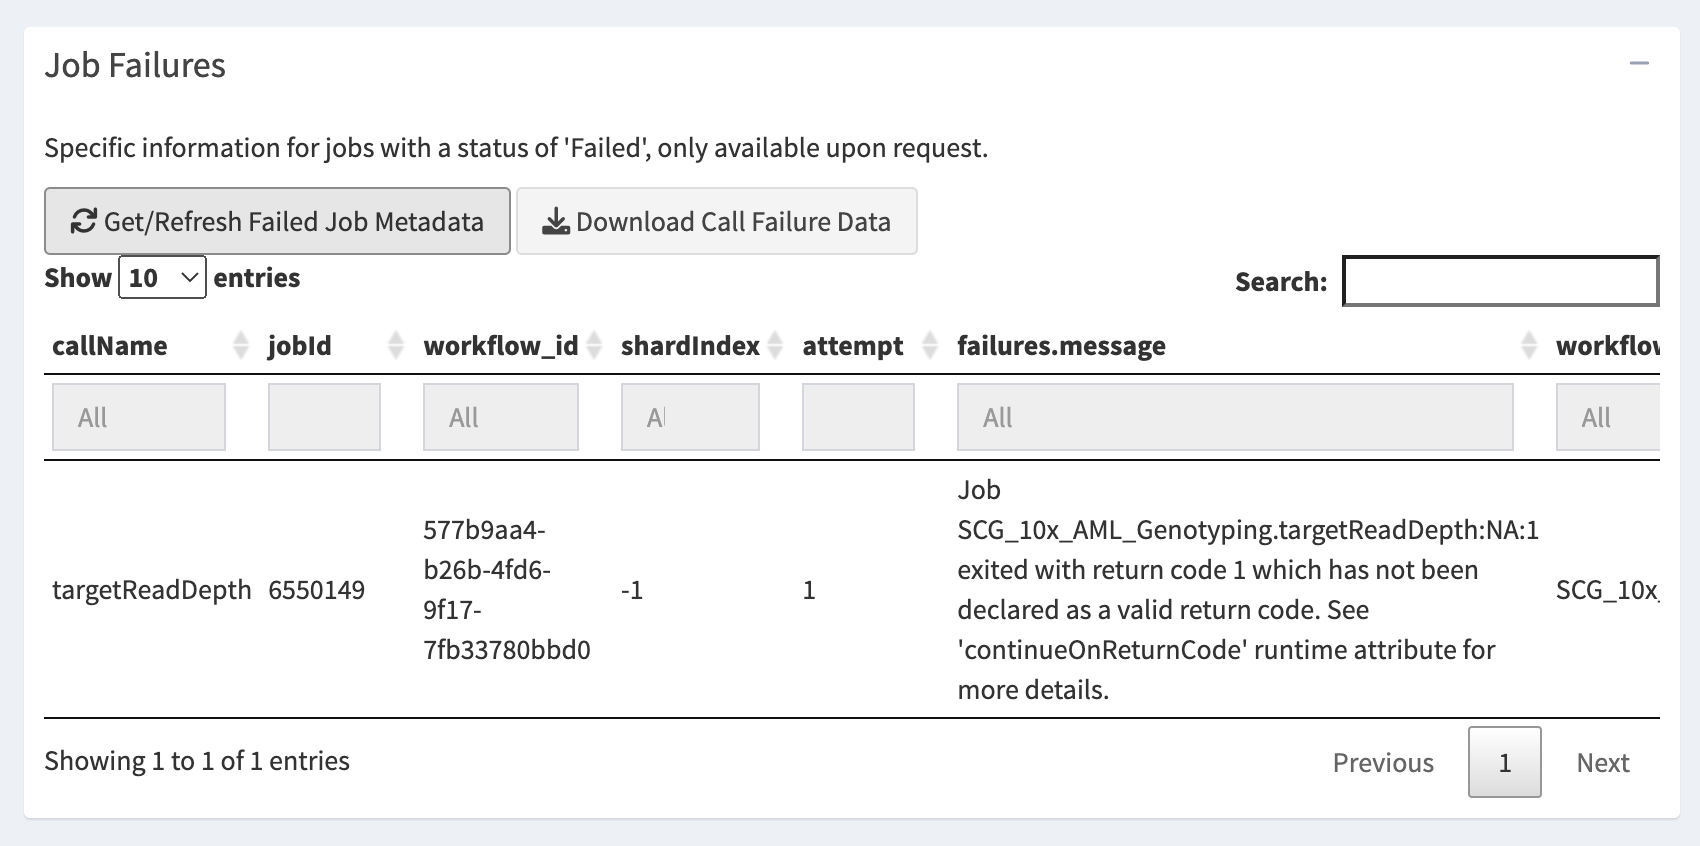 Job Failures
Specific information for jobs with a status of 'Failed', only available upon request.
Get/Refresh Failed Job Metadata Download Call Failure Data
Show 10 entries Search:
callName jobId workflow_id shardIndex attempt failures.message workflow
All All Al All All
Job
577b9aa4- SCG_10x_AML_Genotyping.targetReadDepth:NA:1
b26b-4fd6- exited with return code 1 which has not been
targetReadDepth 6550149 -1 1 SCG_10x_
9f17- declared as a valid return code. See
7fb33780bbd0 'continueOnReturnCode' runtime attribute for
more details.
Showing 1 to 1 of 1 entries Previous 1 Next